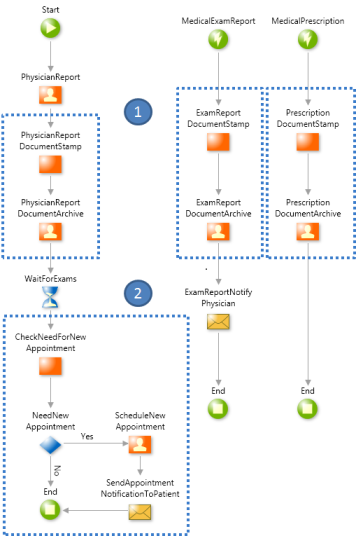 Start
PhysicianReport
PhysicianReport
DocumentStamp
PhysicianReport
DocumentArchive
WaitForExams
CheckNeedForNew
Appointment
NeedNew
Appointment
Yes
No
End
ScheduleNew
Appointment
SendAppointment
NotificationToPatient
1
2
MedicalExamReport
ExamReport
DocumentStamp
ExamReport
DocumentArchive
ExamReportNotify
Physician
End
MedicalPrescription
Prescription
DocumentStamp
Prescription
DocumentArchive
End